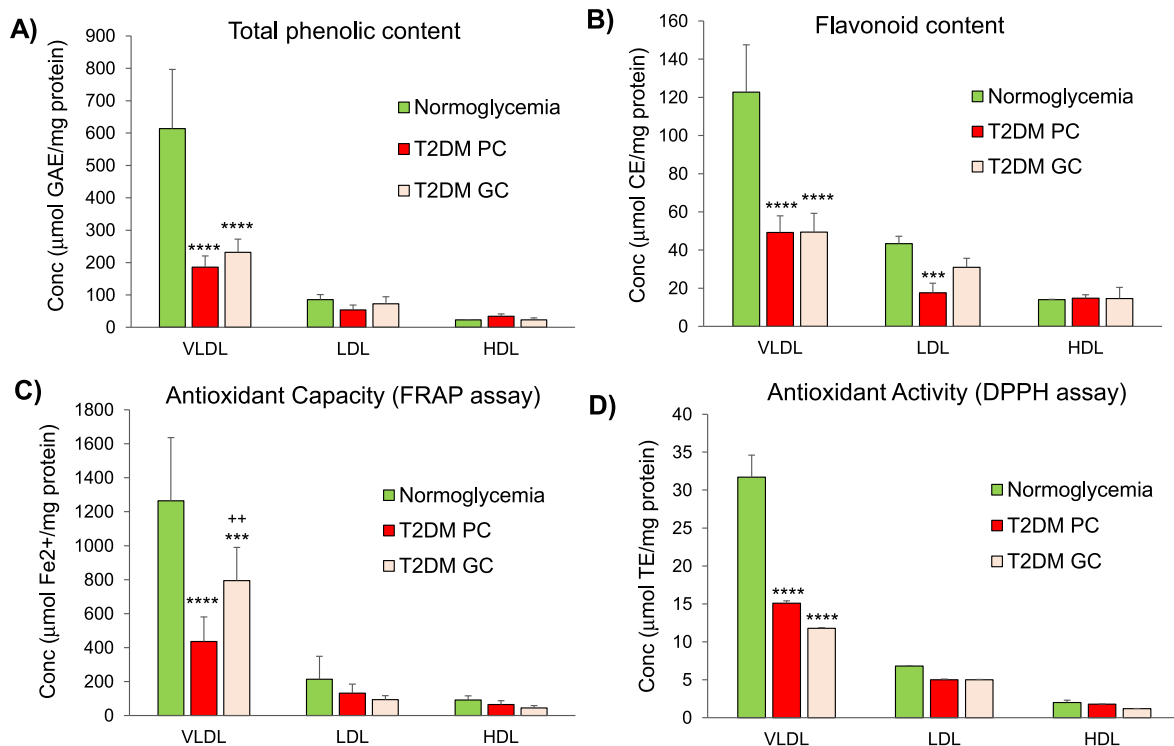 A)
Total phenolic content
Conc (μmol GAE/mg protein)
900
800
700
600
500
400
300
200
100
0
Normoglycemia
T2DM PC
T2DM GC
****
****
VLDL
LDL
HDL
B)
Flavonoid content
Conc (μmol CE/mg protein)
160
140
120
100
80
60
40
20
0
Normoglycemia
T2DM PC
T2DM GC
****
****
***
VLDL
LDL
HDL
C)
Antioxidant Capacity (FRAP assay)
Conc (μmol Fe2+/mg protein)
1800
1600
1400
1200
1000
800
600
400
200
0
Normoglycemia
T2DM PC
T2DM GC
++
***
****
VLDL
LDL
HDL
D)
Antioxidant Activity (DPPH assay)
Conc (μmol TE/mg protein)
40
35
30
25
20
15
10
5
0
Normoglycemia
T2DM PC
T2DM GC
****
****
VLDL
LDL
HDL